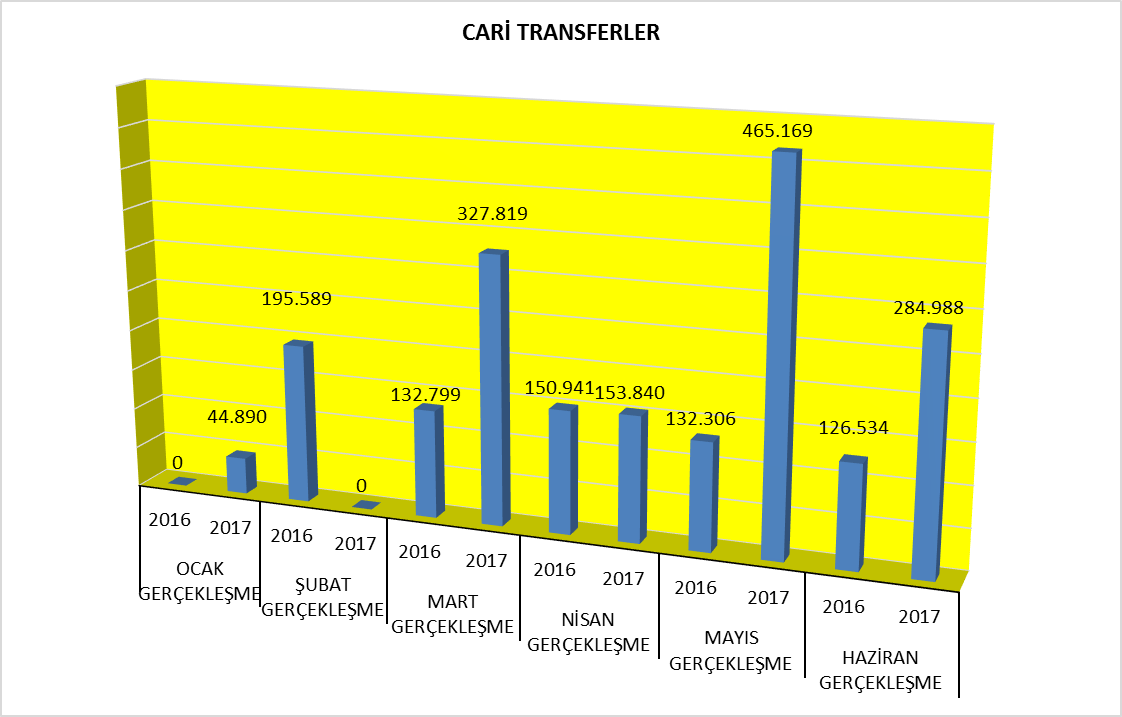 CARİ TRANSFERLER
465.169
327.819
284.988
195.589
132.799
150.941
153.840
132.306
126.534
44.890
0
0
2016
2017
2016
2017
2016
2017
2016
2017
2016
2017
2016
2017
OCAK
GERÇEKLEŞME
ŞUBAT
GERÇEKLEŞME
MART
GERÇEKLEŞME
NİSAN
GERÇEKLEŞME
MAYIS
GERÇEKLEŞME
HAZİRAN
GERÇEKLEŞME